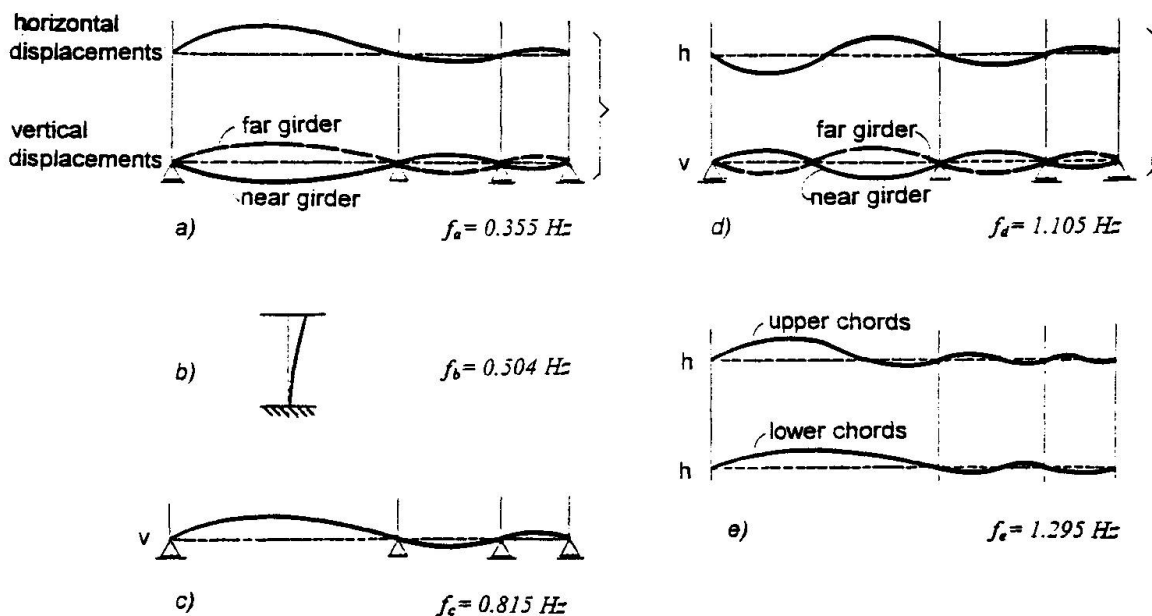 horizontal
displacements
vertical
displacements
far girder
near girder
a)
fₐ= 0.355 Hz
b)
f_b= 0.504 Hz
v
c)
f_c= 0.815 Hz
h
far girder
v
near girder
d)
f_d= 1.105 Hz
upper chords
h
lower chords
h
e)
f_e= 1.295 Hz